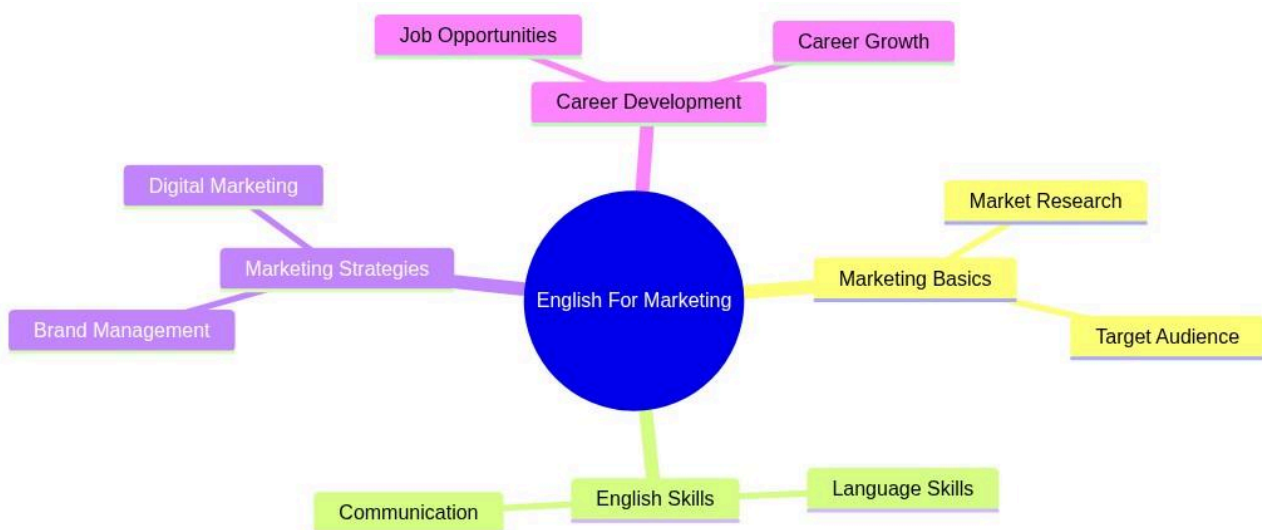 Job Opportunities
Career Growth
Career Development
Digital Marketing
Market Research
Marketing Strategies
Marketing Basics
English For Marketing
Brand Management
Target Audience
Language Skills
English Skills
Communication